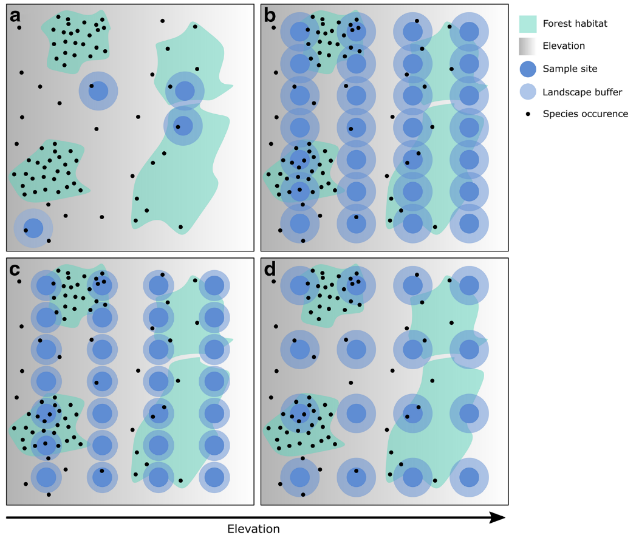 a
b
c
d
Forest habitat
Elevation
Sample site
Landscape buffer
Species occurence
Elevation